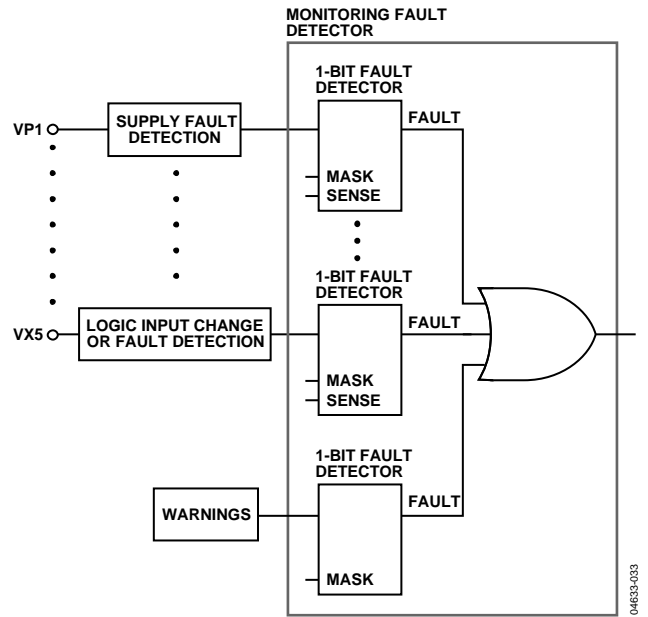 MONITORING FAULT
DETECTOR
1-BIT FAULT
DETECTOR
VP1
SUPPLY FAULT
DETECTION
FAULT
MASK
SENSE
1-BIT FAULT
DETECTOR
VX5
LOGIC INPUT CHANGE
OR FAULT DETECTION
FAULT
MASK
SENSE
1-BIT FAULT
DETECTOR
WARNINGS
FAULT
MASK
04633-033